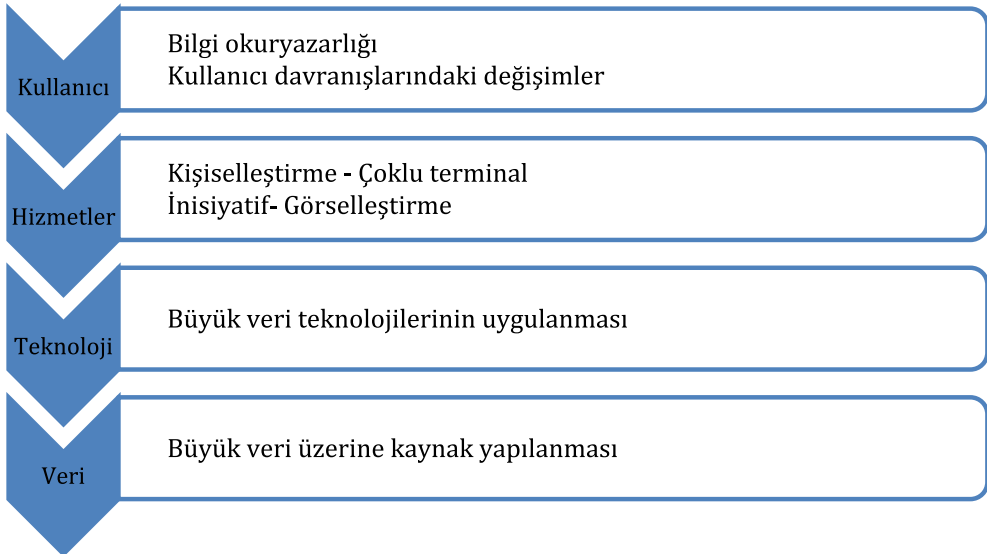 Kullanıcı
Bilgi okuryazarlığı
Kullanıcı davranışlarındaki değişimler
Hizmetler
Kişiselleştirme - Çoklu terminal
İnisiyatif- Görselleştirme
Teknoloji
Büyük veri teknolojilerinin uygulanması
Veri
Büyük veri üzerine kaynak yapılanması